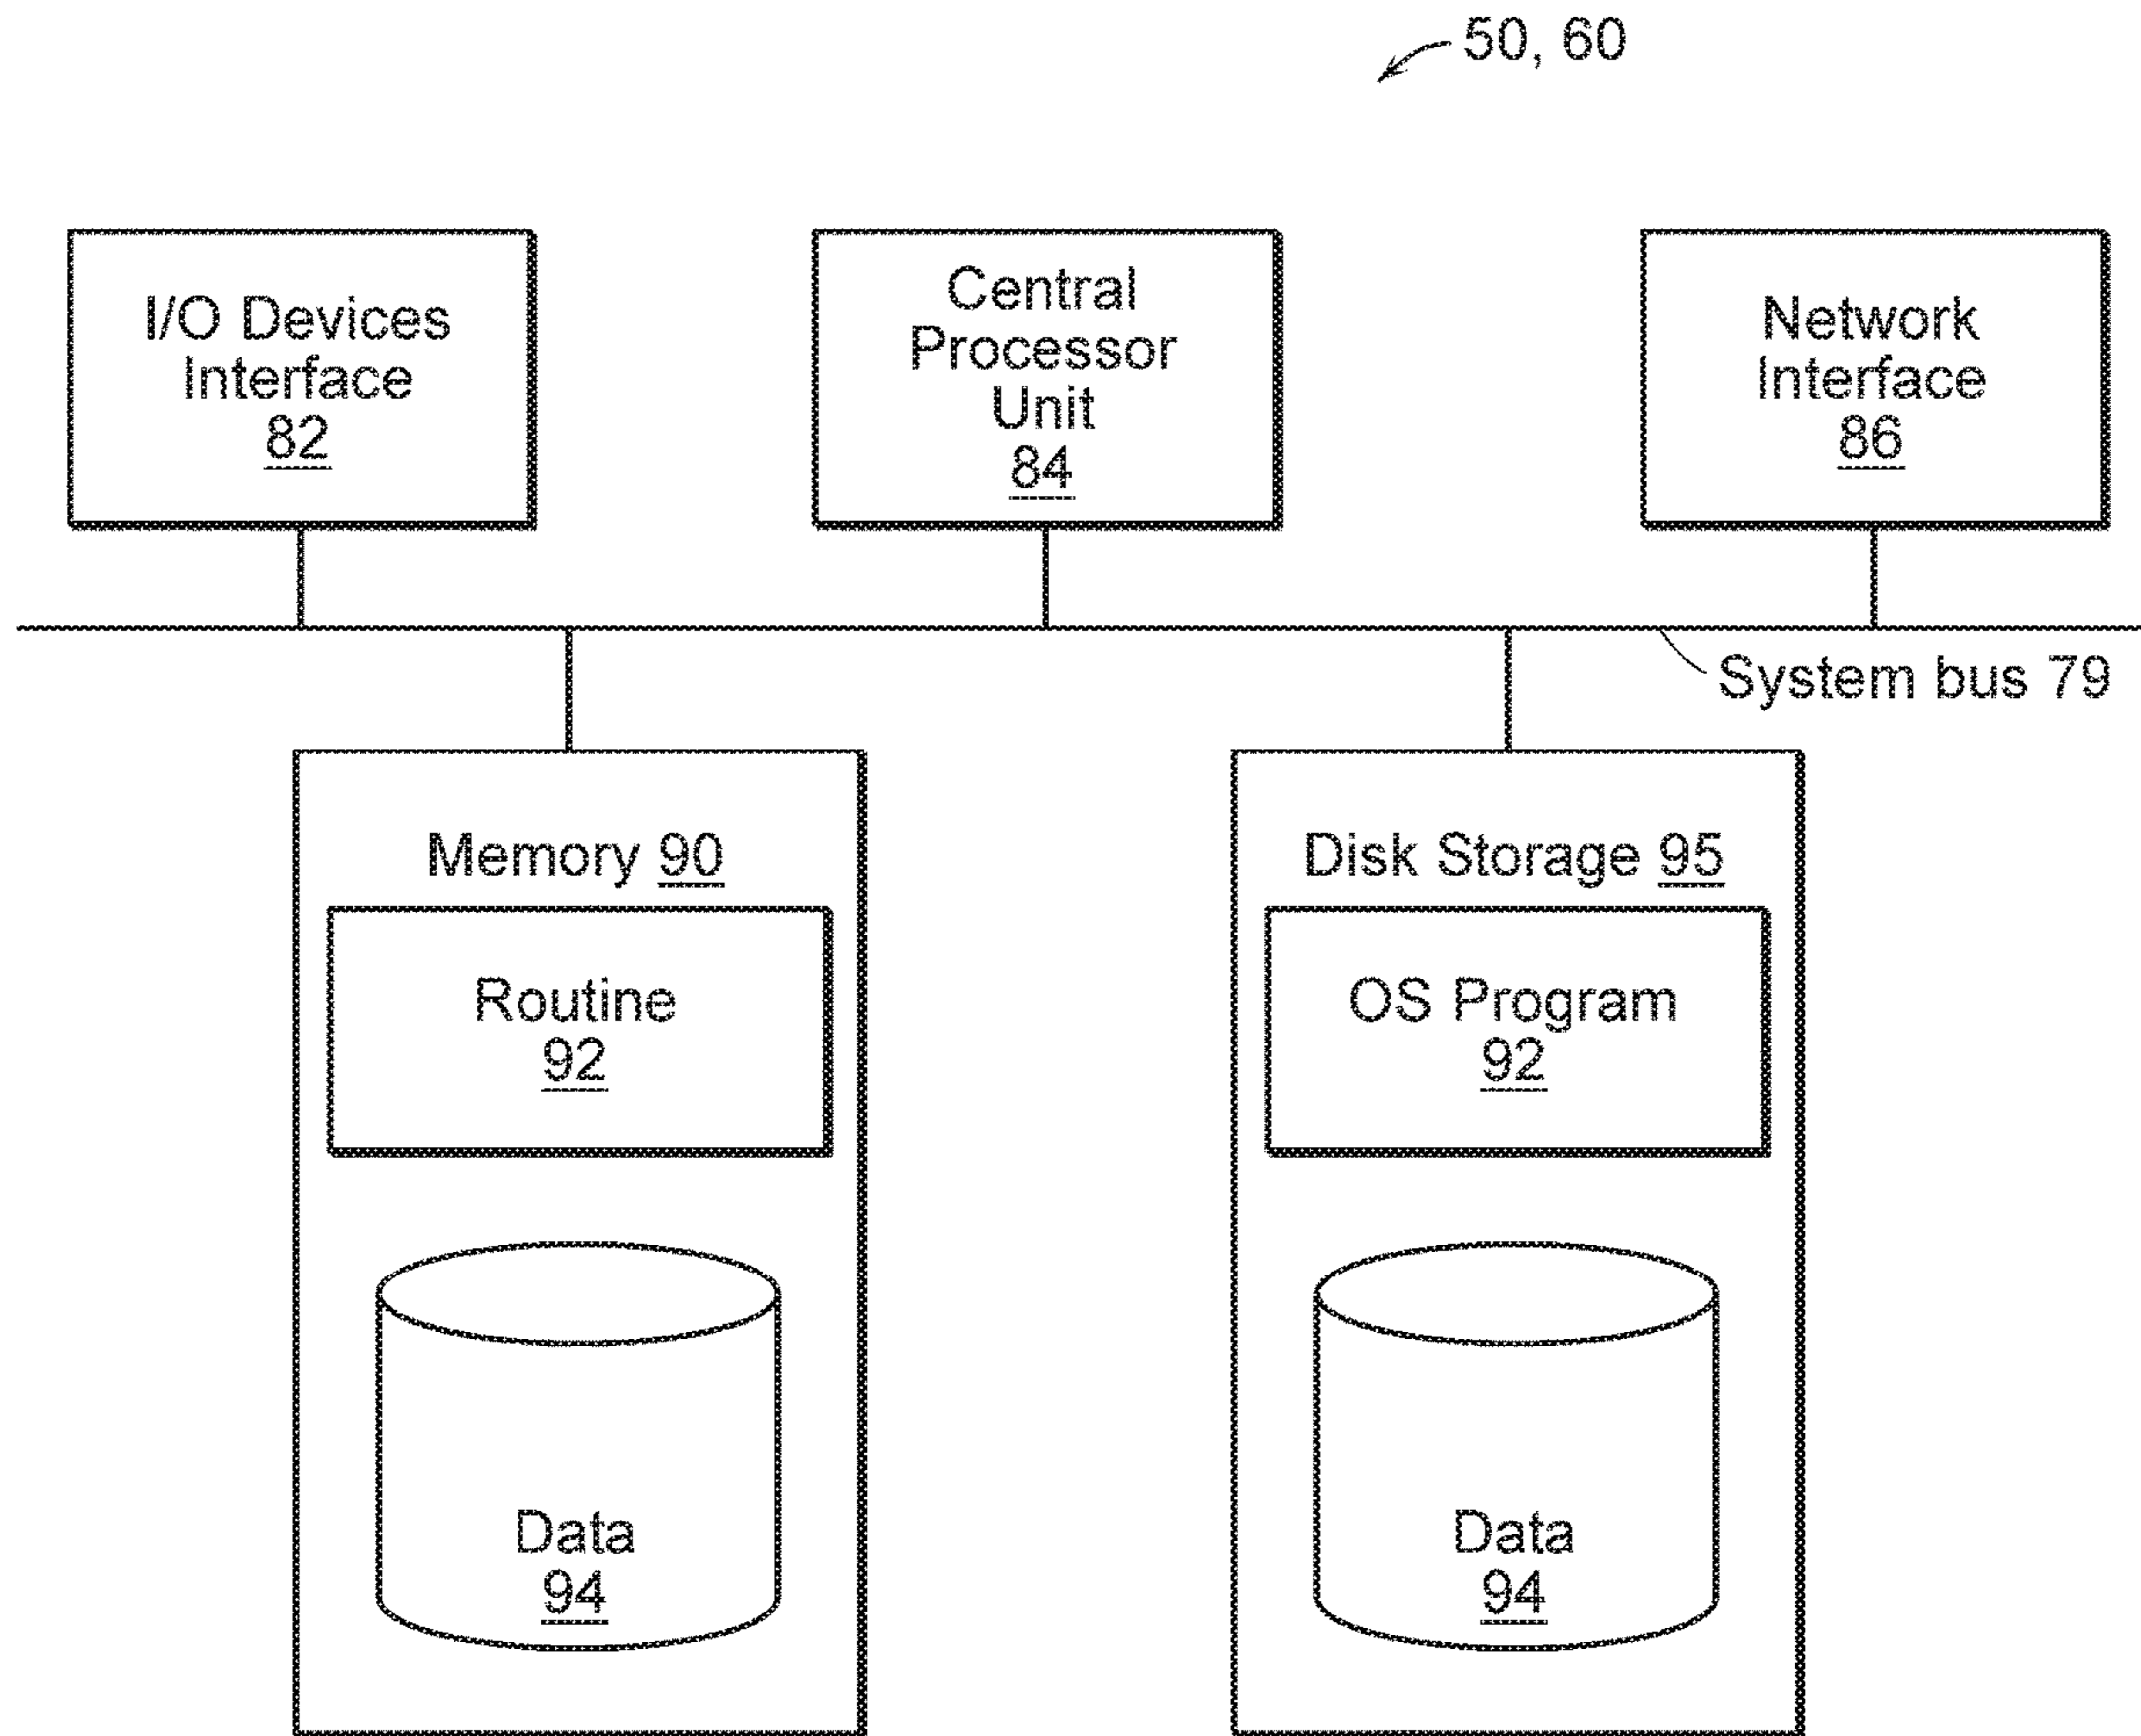 50, 60
I/O Devices
Interface
82
Central
Processor
Unit
84
Network
Interface
86
System bus 79
Memory 90
Routine
92
Data
94
Disk Storage 95
OS Program
92
Data
94